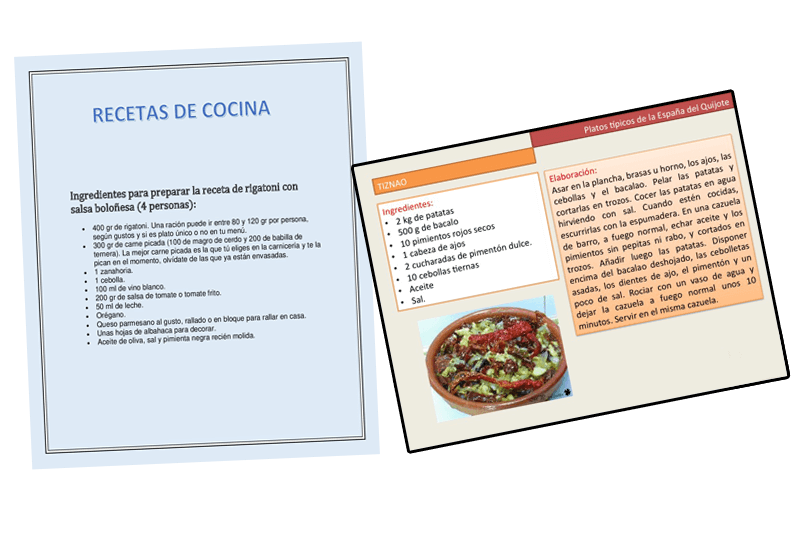 RECETAS DE COCINA
Ingredientes para preparar la receta de rigatoni con
salsa boloñesa (4 personas):
• 400 gr de rigatoni. Una ración puede ir entre 80 y 120 gr por persona,
según gustos y si es plato único o no en tu menú.
• 300 gr de carne picada (100 de magro de cerdo y 200 de babilla de
ternera). La mejor carne picada es la que tú eliges en la carnicería y te la
pican en el momento, olvídate de las que ya están envasadas.
• 1 zanahoria.
• 1 cebolla.
• 100 ml de vino blanco.
• 200 gr de salsa de tomate o tomate frito.
• 50 ml de leche.
• Orégano.
• Queso parmesano al gusto, rallado o en bloque para rallar en casa.
• Unas hojas de albahaca para decorar.
• Aceite de oliva, sal y pimienta negra recién molida.
Platos típicos de la España del Quijote
TIZNAO
Ingredientes:
• 2 kg de patatas
• 500 g de bacalo
• 10 pimientos rojos secos
• 1 cabeza de ajos
• 2 cucharadas de pimentón dulce.
• 10 cebollas tiernas
• Aceite
• Sal.
Elaboración:
Asar en la plancha, brasas u horno, los ajos, las
cebollas y el bacalao. Pelar las patatas y
cortarlas en trozos. Cocer las patatas en agua
hirviendo con sal. Cuando estén cocidas,
escurrirlas con la espumadera. En una cazuela
de barro, a fuego normal, echar aceite y los
pimientos sin pepitas ni rabo, y cortados en
trozos. Añadir luego las patatas. Disponer
encima del bacalao deshojado, las cebolletas
asadas, los dientes de ajo, el pimentón y un
poco de sal. Rociar con un vaso de agua y
dejar la cazuela a fuego normal unos 10
minutos. Servir en el misma cazuela.